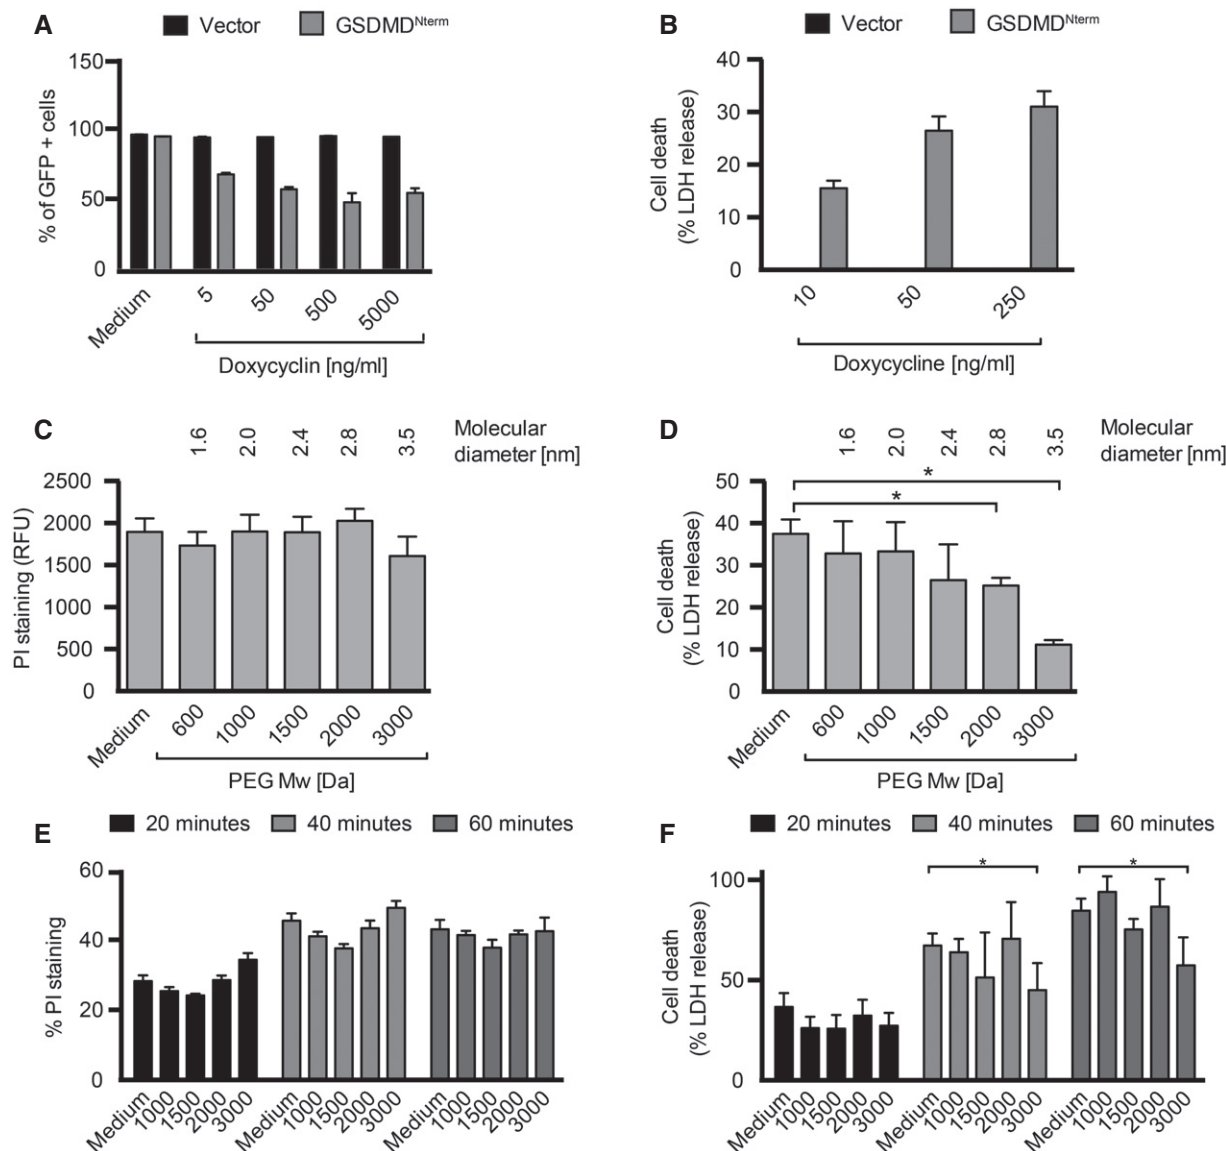 A
Vector
GSDMDNterm
% of GFP + cells
150
100
50
0
Medium
5
50
500
5000
Doxycyclin [ng/ml]
B
Vector
GSDMDNterm
Cell death
(% LDH release)
40
30
20
10
0
10
50
250
Doxycycline [ng/ml]
C
1.6
2.0
2.4
2.8
3.5
Molecular
diameter [nm]
PI staining (RFU)
2500
2000
1500
1000
500
0
Medium
600
1000
1500
2000
3000
PEG Mw [Da]
D
1.6
2.0
2.4
2.8
3.5
Molecular
diameter [nm]
Cell death
(% LDH release)
50
40
30
20
10
0
*
*
Medium
600
1000
1500
2000
3000
PEG Mw [Da]
E
20 minutes
40 minutes
60 minutes
% PI staining
60
40
20
0
Medium
1000
1500
2000
3000
Medium
1000
1500
2000
3000
Medium
1000
1500
2000
3000
F
20 minutes
40 minutes
60 minutes
Cell death
(% LDH release)
100
50
0
*
*
Medium
1000
1500
2000
3000
Medium
1000
1500
2000
3000
Medium
1000
1500
2000
3000